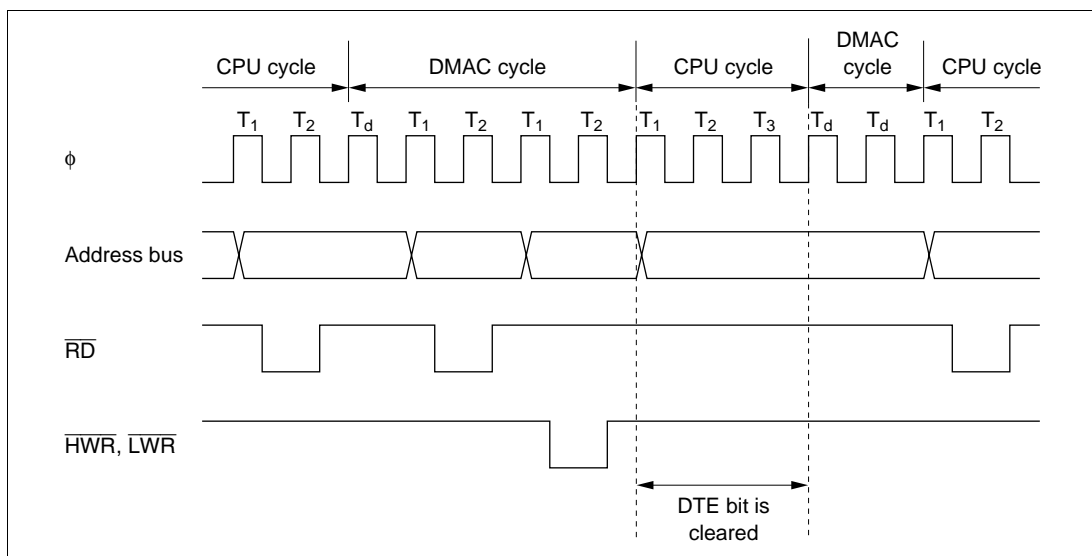 CPU cycle
DMAC cycle
CPU cycle
DMAC
cycle
CPU cycle
T1 T2 Td T1 T2 T1 T2 T1 T2 T3 Td Td T1 T2
ϕ
Address bus
RD
HWR, LWR
DTE bit is
cleared